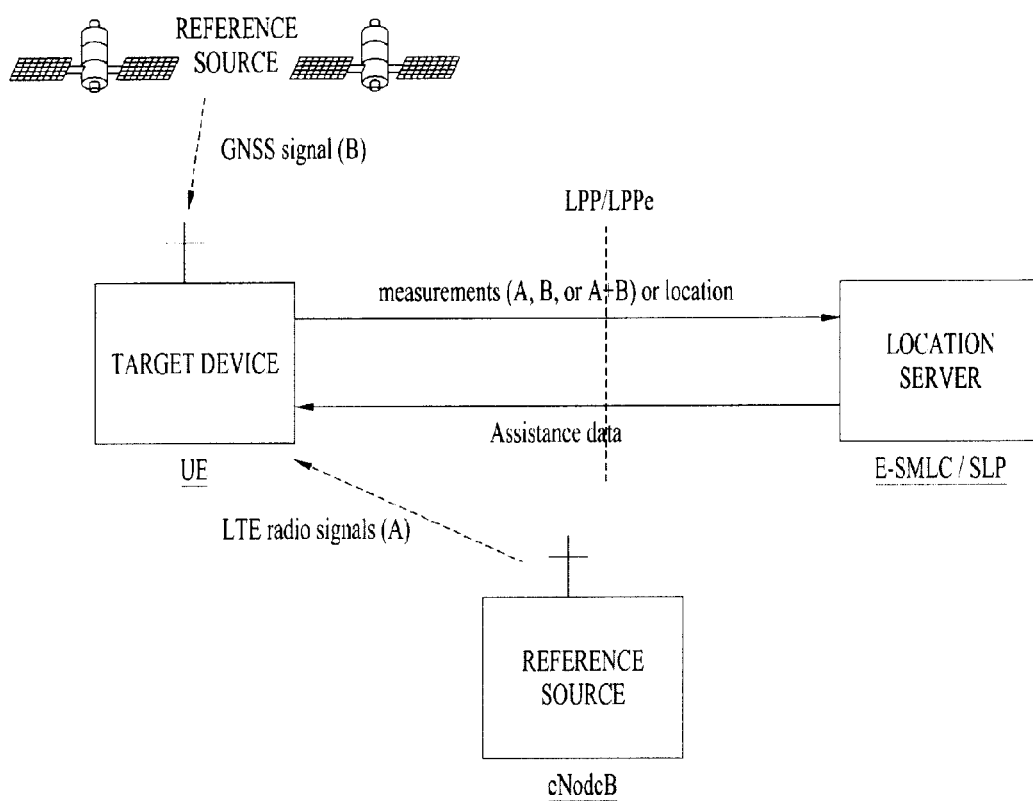 REFERENCE
SOURCE
GNSS signal (B)
LPP/LPPe
measurements (A, B, or A+B) or location
TARGET DEVICE
LOCATION
SERVER
Assistance data
UE
E-SMLC / SLP
LTE radio signals (A)
REFERENCE
SOURCE
eNodeB